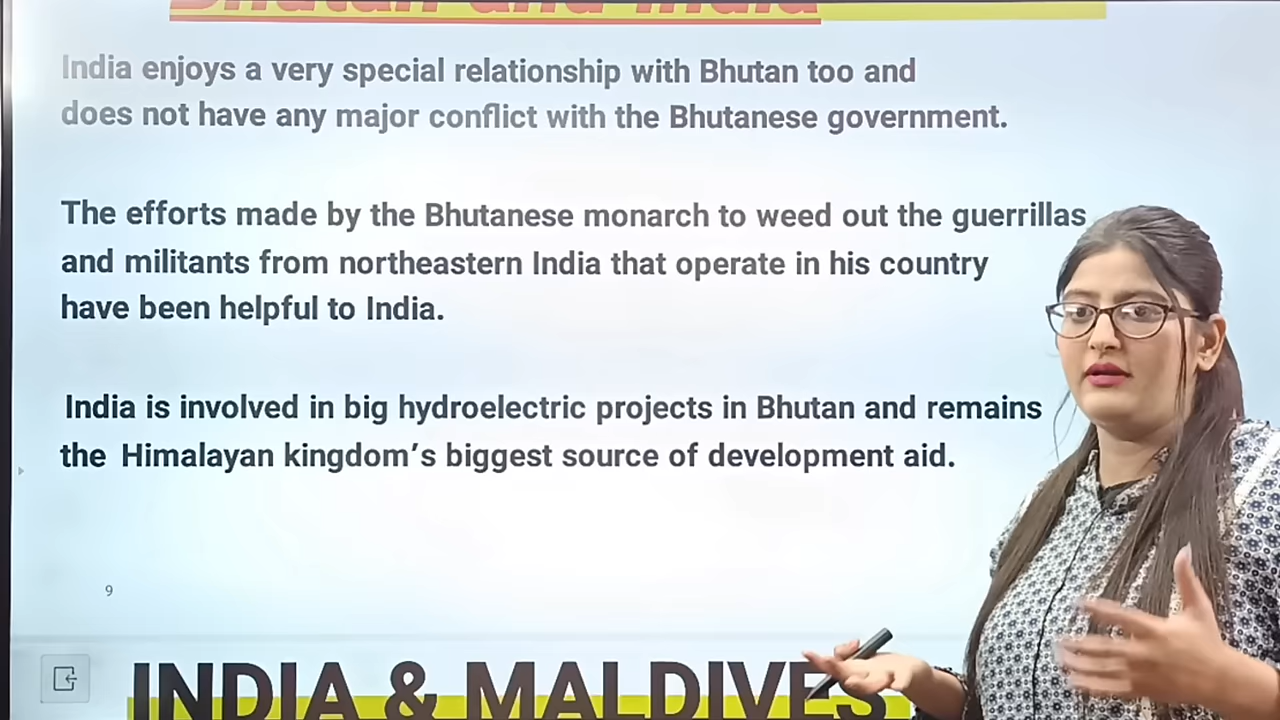 Bhutan and India
India enjoys a very special relationship with Bhutan too and
does not have any major conflict with the Bhutanese government.
The efforts made by the Bhutanese monarch to weed out the guerrillas
and militants from northeastern India that operate in his country
have been helpful to India.
India is involved in big hydroelectric projects in Bhutan and remains
the Himalayan kingdom’s biggest source of development aid.
9
INDIA & MALDIVES